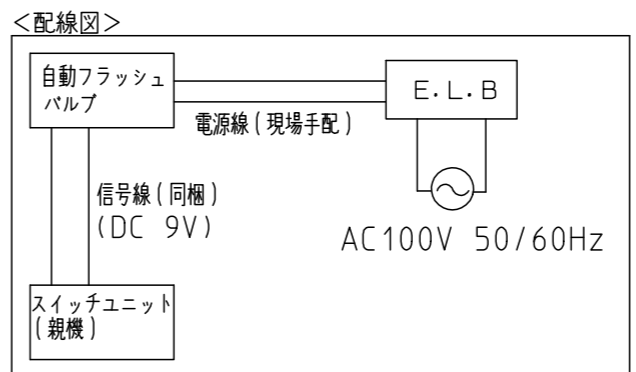 <配線図>
自動フラッシュ
バルブ
E.L.B
電源線(現場手配)
信号線(同梱)
(DC 9V)
AC100V 50/60Hz
スイッチユニット
(親機)